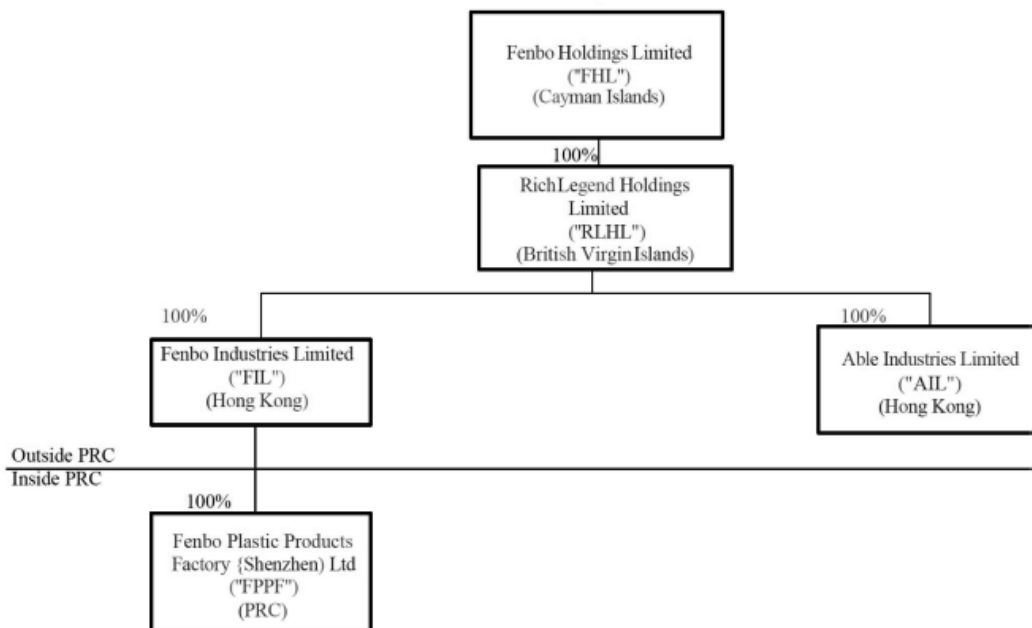 Fenbo Holdings Limited
("FHL")
(Cayman Islands)
100%
Rich Legend Holdings
Limited
("RLHL")
(British Virgin Islands)
100%
100%
Fenbo Industries Limited
("FIL")
(Hong Kong)
Able Industries Limited
("AIL")
(Hong Kong)
Outside PRC
Inside PRC
100%
Fenbo Plastic Products
Factory {Shenzhen) Ltd
("FPPF")
(PRC)